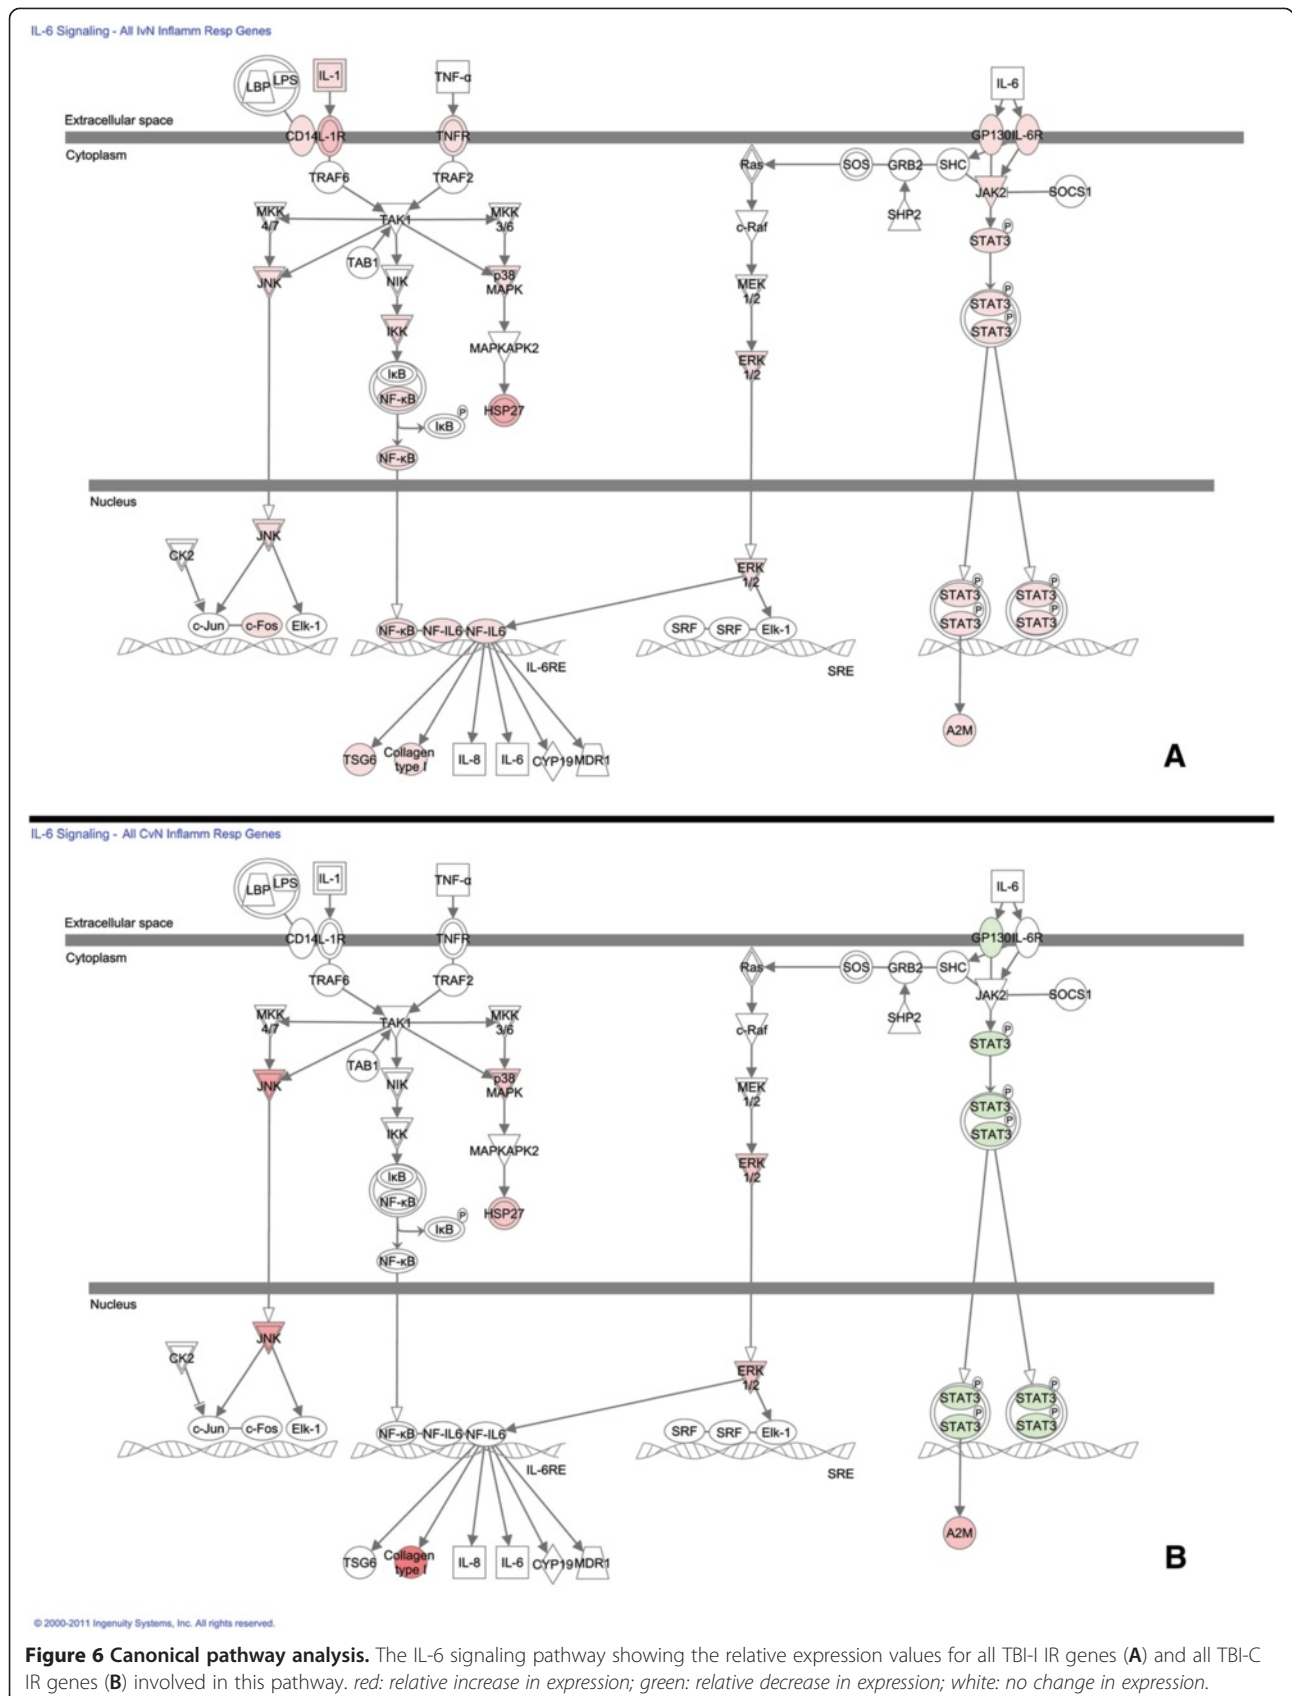 IL-6 Signaling - All IvN Inflamm Resp Genes
LBP LPS IL-1 TNF-α IL-6
Extracellular space
CD14 IL-1R TNFR GP130 IL-6R
Cytoplasm
TRAF6 TRAF2 Ras SOS GRB2 SHC
JAK2 SOCS1
MKK 4/7 TAK1 MKK 3/6 c-Raf SHP2
STAT3 P
TAB1 NIK
JNK p38 MAPK MEK 1/2
STAT3 P
STAT3 P
IKK MAPKAPK2 ERK 1/2
IκB
NF-κB HSP27
IκB P
NF-κB
Nucleus
CK2 JNK ERK 1/2
STAT3 P STAT3 P
STAT3 P STAT3 P
c-Jun c-Fos Elk-1 NF-κB NF-IL6 NF-IL6 SRF SRF Elk-1
IL-6RE SRE
A2M
TSG6 Collagen type I IL-8 IL-6 CYP19 MDR1
A
IL-6 Signaling - All CvN Inflamm Resp Genes
LBP LPS IL-1 TNF-α IL-6
Extracellular space
CD14 IL-1R TNFR GP130 IL-6R
Cytoplasm
TRAF6 TRAF2 Ras SOS GRB2 SHC
JAK2 SOCS1
MKK 4/7 TAK1 MKK 3/6 c-Raf SHP2
STAT3 P
TAB1 NIK
JNK p38 MAPK MEK 1/2
STAT3 P
STAT3 P
IKK MAPKAPK2 ERK 1/2
IκB
NF-κB HSP27
IκB P
NF-κB
Nucleus
CK2 JNK ERK 1/2
STAT3 P STAT3 P
STAT3 P STAT3 P
c-Jun c-Fos Elk-1 NF-κB NF-IL6 NF-IL6 SRF SRF Elk-1
IL-6RE SRE
A2M
TSG6 Collagen type I IL-8 IL-6 CYP19 MDR1
B
© 2000-2011 Ingenuity Systems, Inc. All rights reserved.
Figure 6 Canonical pathway analysis. The IL-6 signaling pathway showing the relative expression values for all TBI-I IR genes (A) and all TBI-C
IR genes (B) involved in this pathway. red: relative increase in expression; green: relative decrease in expression; white: no change in expression.